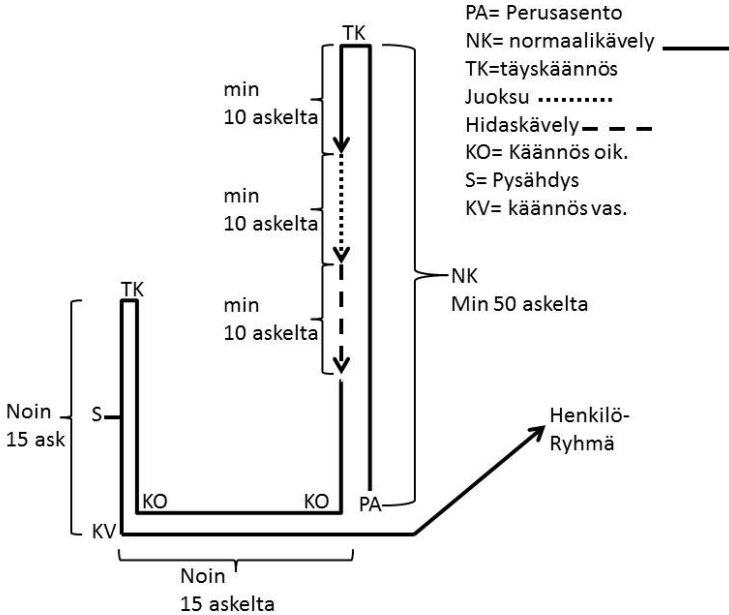 TK
PA= Perusasento
NK= normaalikävely
TK=täyskäännös
Juoksu
Hidaskävely
KO= Käännös oik.
S= Pysähdys
KV= käännös vas.
min
10 askelta
min
10 askelta
min
10 askelta
NK
Min 50 askelta
TK
Noin
15 ask
S
KO
KO
PA
KV
Henkilö-
Ryhmä
Noin
15 askelta